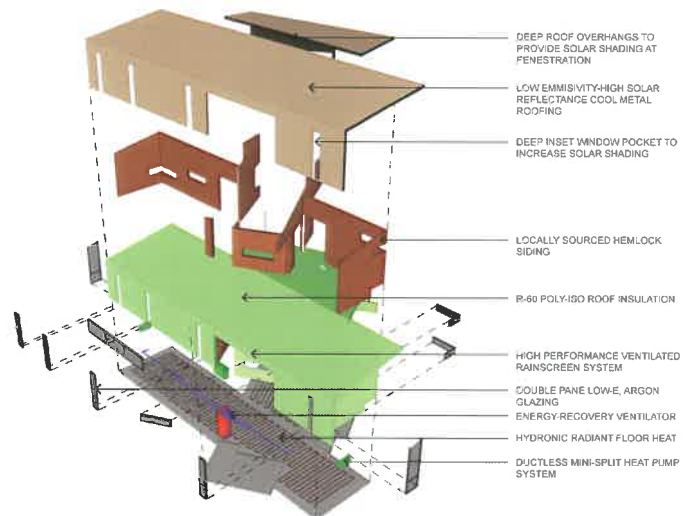 DEEP ROOF OVERHANGS TO
PROVIDE SOLAR SHADING AT
FENESTRATION
LOW EMMISIVITY-HIGH SOLAR
REFLECTANCE COOL METAL
ROOFING
DEEP INSET WINDOW POCKET TO
INCREASE SOLAR SHADING
LOCALLY SOURCED HEMLOCK
SIDING
R-60 POLY-ISO ROOF INSULATION
HIGH PERFORMANCE VENTILATED
RAINSCREEN SYSTEM
DOUBLE PANE LOW-E, ARGON
GLAZING
ENERGY-RECOVERY VENTILATOR
HYDRONIC RADIANT FLOOR HEAT
DUCTLESS MINI-SPLIT HEAT PUMP
SYSTEM